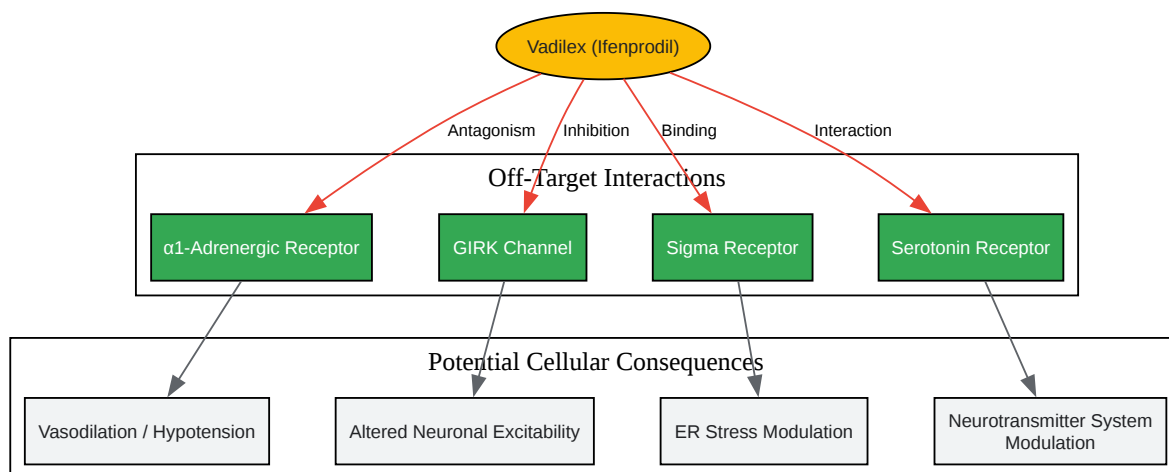 Vadilex (Ifenprodil)
Antagonism
Inhibition
Binding
Interaction
Off-Target Interactions
α1-Adrenergic Receptor
GIRK Channel
Sigma Receptor
Serotonin Receptor
Potential Cellular Consequences
Vasodilation / Hypotension
Altered Neuronal Excitability
ER Stress Modulation
Neurotransmitter System
Modulation